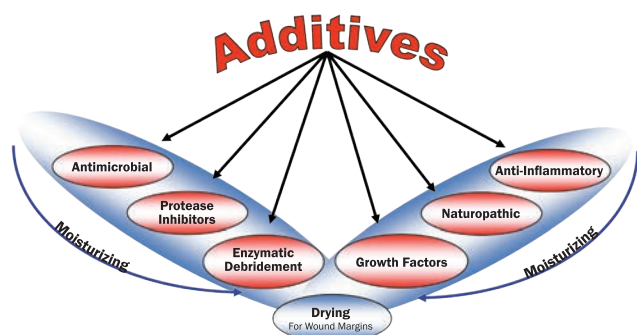 Additives
Antimicrobial
Anti-Inflammatory
Protease
Inhibitors
Naturopathic
Enzymatic
Debridement
Growth Factors
Moisturizing
Moisturizing
Drying
For Wound Margins